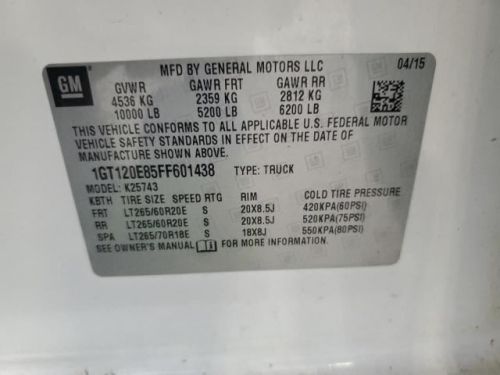 MFD BY GENERAL MOTORS LLC 04/15
GM
GVWR GAWR FRT GAWR RR
4536 KG 2359 KG 2812 KG
10000 LB 5200 LB 6200 LB
THIS VEHICLE CONFORMS TO ALL APPLICABLE U.S. FEDERAL MOTOR
VEHICLE SAFETY STANDARDS IN EFFECT ON THE DATE OF
MANUFACTURE SHOWN ABOVE.
1GT120E85FF601438 TYPE: TRUCK
MODEL: K25743
KBTH TIRE SIZE SPEED RTG RIM COLD TIRE PRESSURE
FRT LT265/60R20E S 20X8.5J 420KPA(60PSI)
RR LT265/60R20E S 20X8.5J 520KPA(75PSI)
SPA LT265/70R18E S 18X8J 550KPA(80PSI)
SEE OWNER'S MANUAL FOR MORE INFORMATION